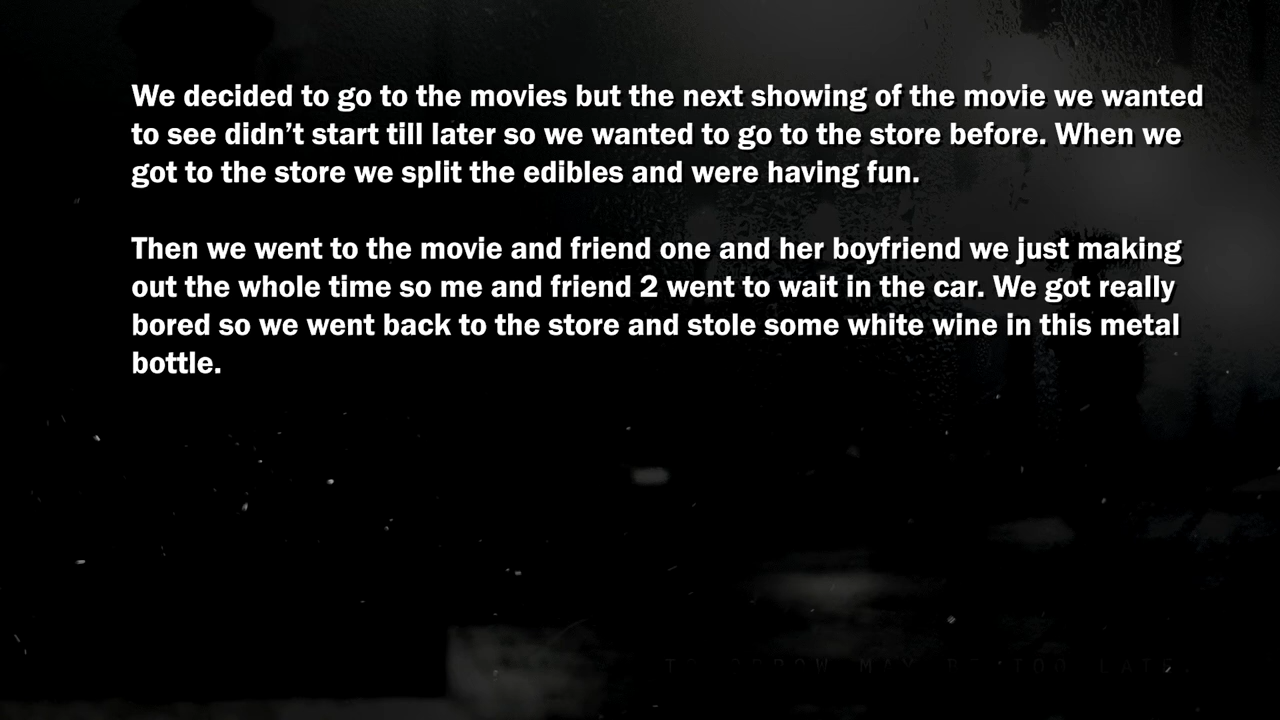 We decided to go to the movies but the next showing of the movie we wanted
to see didn’t start till later so we wanted to go to the store before. When we
got to the store we split the edibles and were having fun.
Then we went to the movie and friend one and her boyfriend we just making
out the whole time so me and friend 2 went to wait in the car. We got really
bored so we went back to the store and stole some white wine in this metal
bottle.
MAY